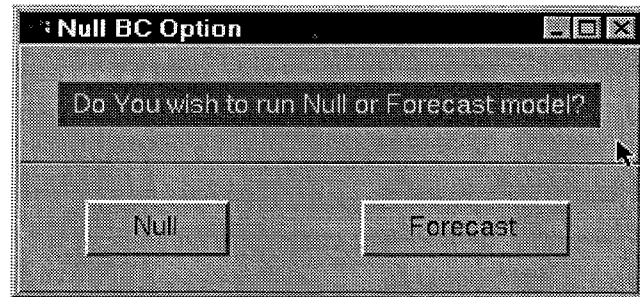 Null BC Option
Do You wish to run Null or Forecast model?
Null
Forecast